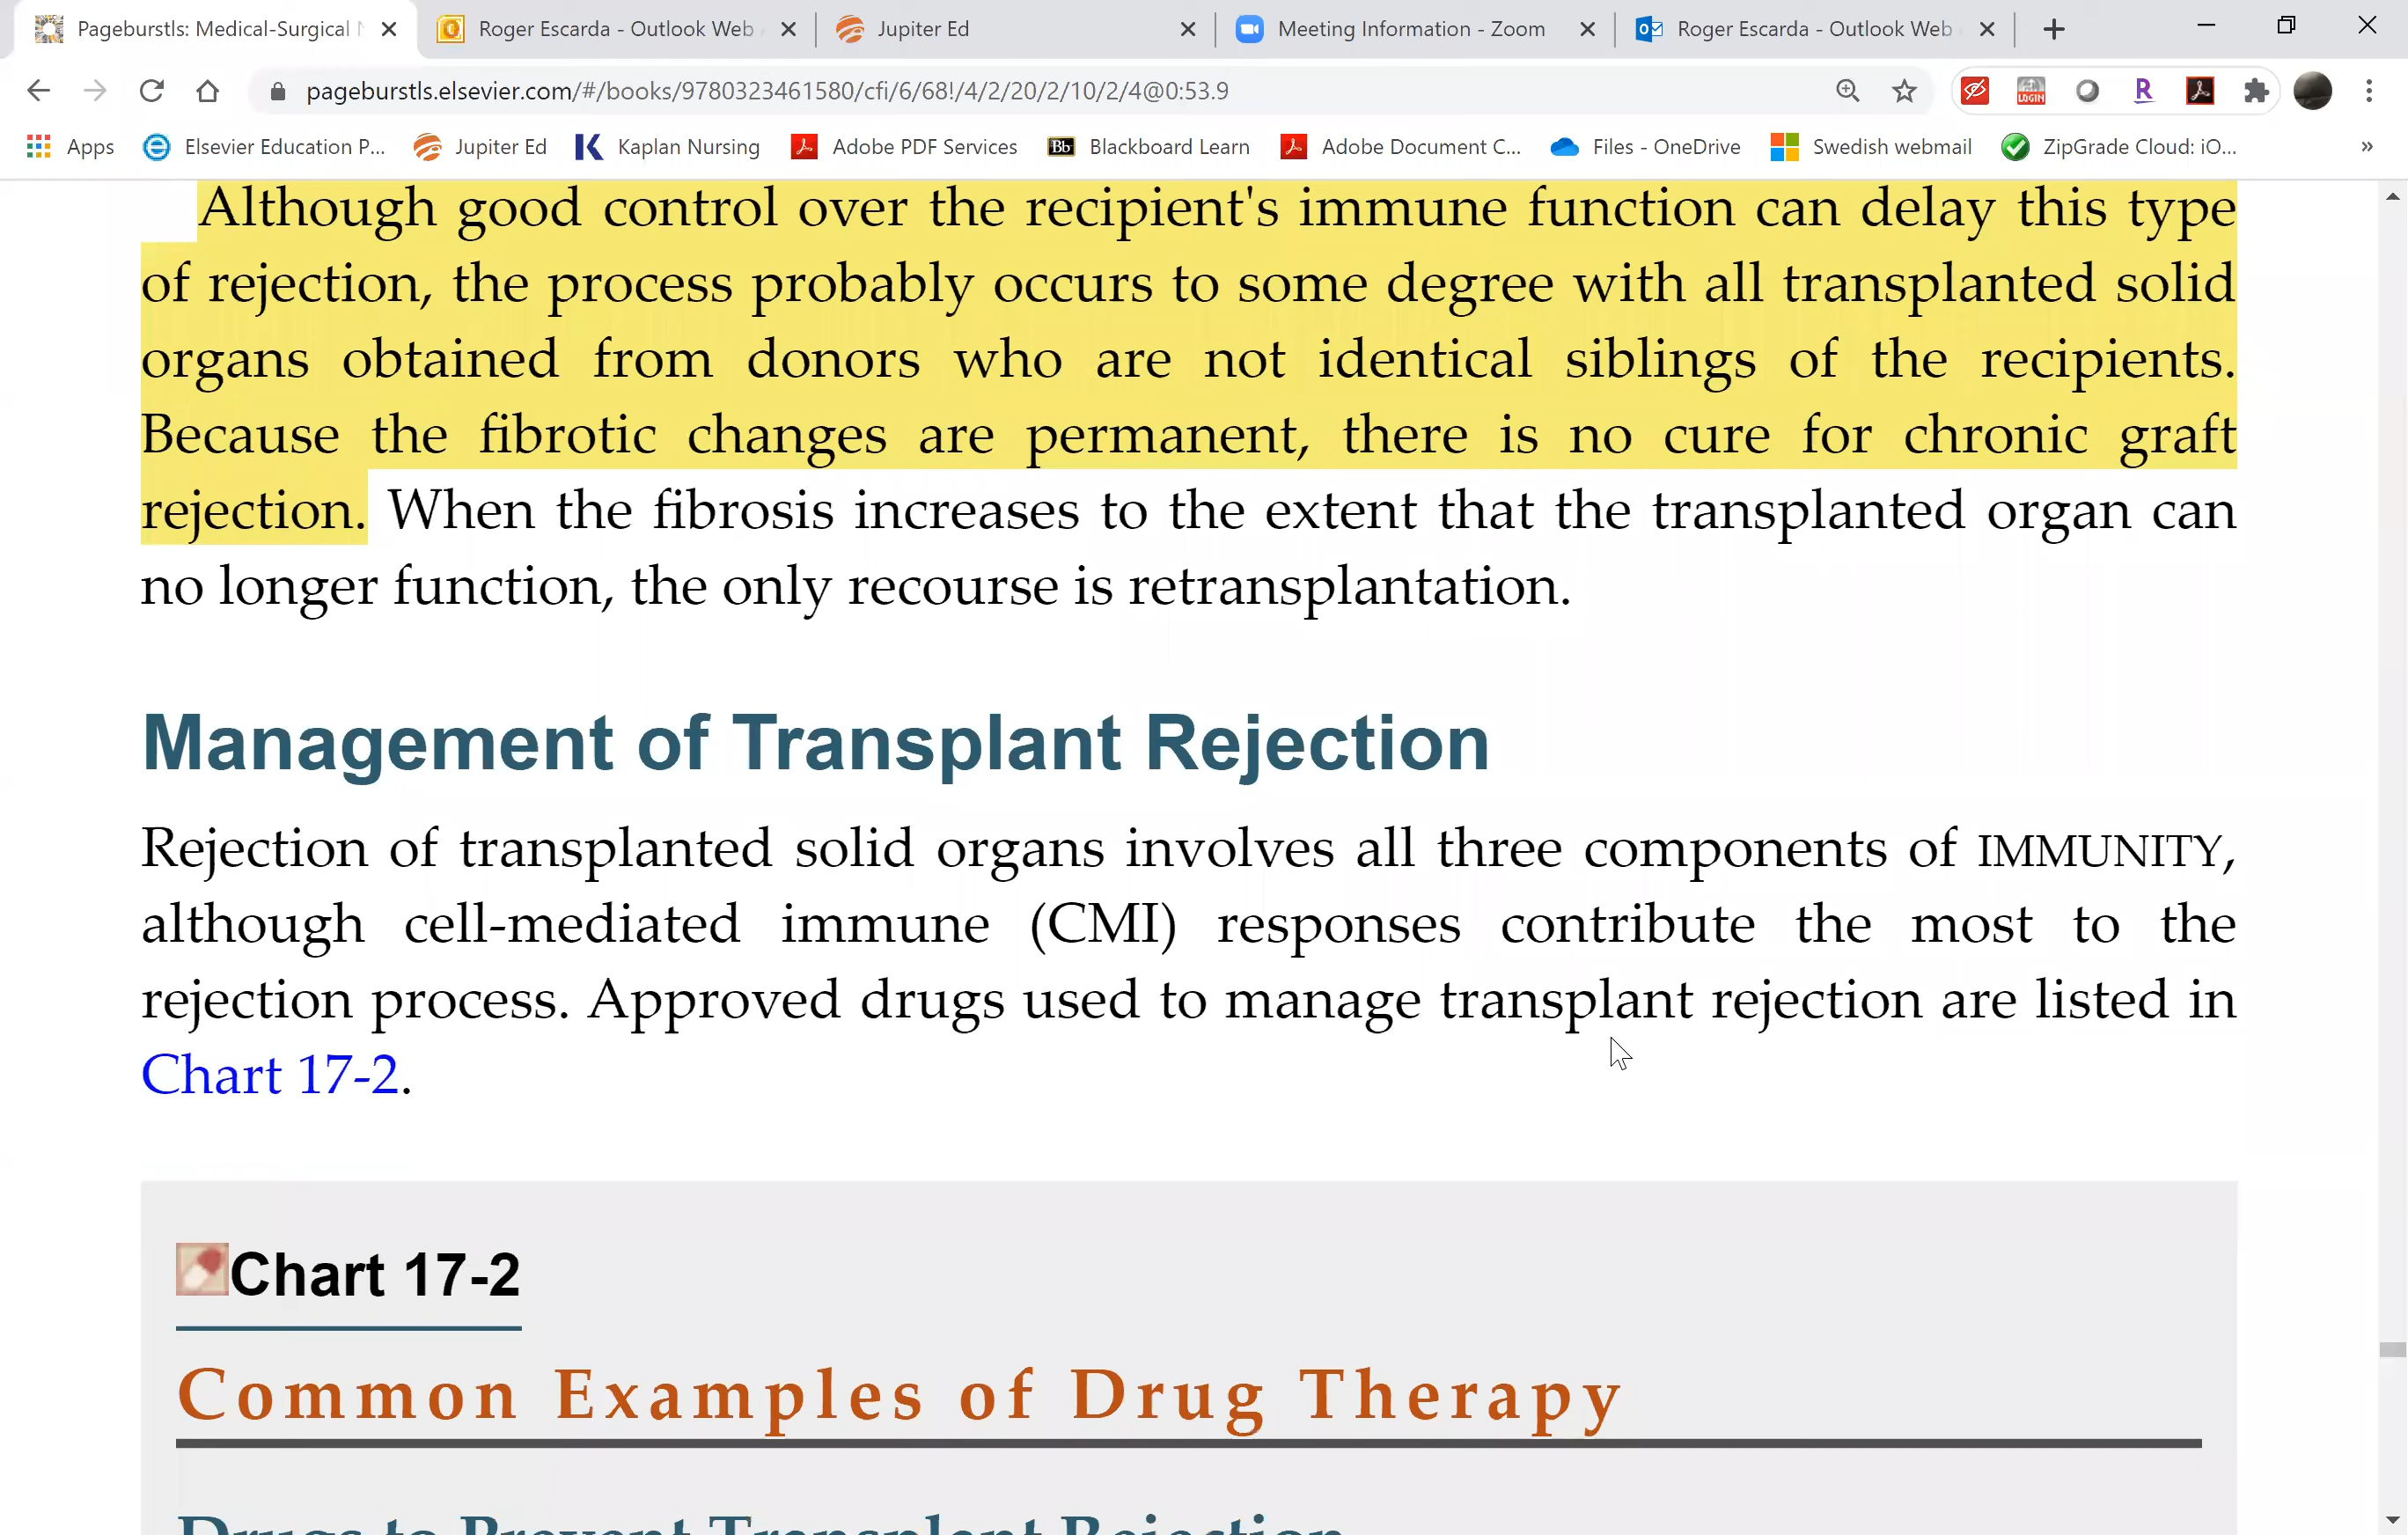 Pageburstls: Medical-Surgical N
Roger Escarda - Outlook Web
Jupiter Ed
Meeting Information - Zoom
Roger Escarda - Outlook Web
pageburstls.elsevier.com/#/books/9780323461580/cfi/6/68!/4/2/20/2/10/2/4@0:53.9
LOGIN
R
Apps
Elsevier Education P...
Jupiter Ed
Kaplan Nursing
Adobe PDF Services
Bb
Blackboard Learn
Adobe Document C...
Files - OneDrive
Swedish webmail
ZipGrade Cloud: iO...
»
Although good control over the recipient's immune function can delay this type
of rejection, the process probably occurs to some degree with all transplanted solid
organs obtained from donors who are not identical siblings of the recipients.
Because the fibrotic changes are permanent, there is no cure for chronic graft
rejection. When the fibrosis increases to the extent that the transplanted organ can
no longer function, the only recourse is retransplantation.
Management of Transplant Rejection
Rejection of transplanted solid organs involves all three components of IMMUNITY,
although cell-mediated immune (CMI) responses contribute the most to the
rejection process. Approved drugs used to manage transplant rejection are listed in
Chart 17-2.
Chart 17-2
Common Examples of Drug Therapy
Drugs to Prevent Transplant Rejection